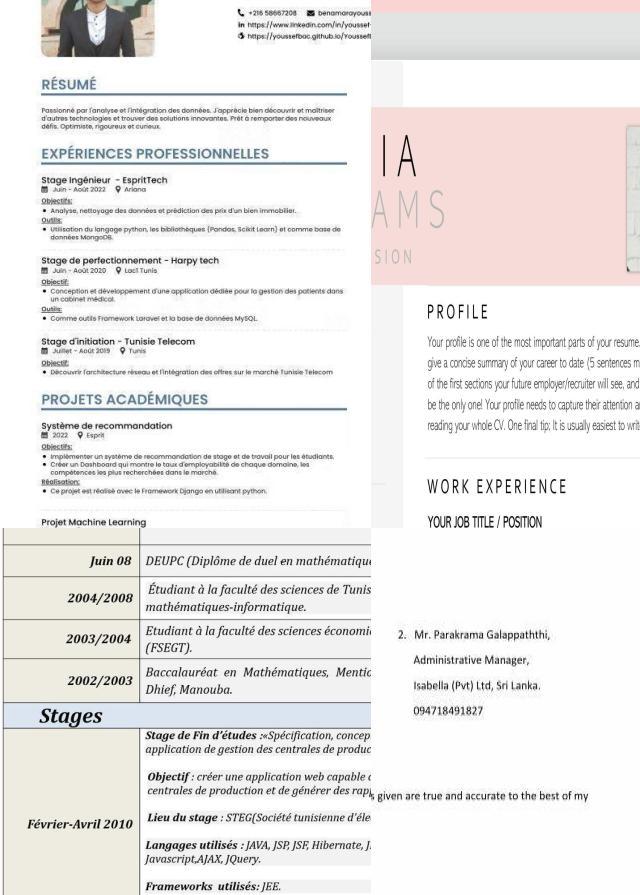 +216 58667208 benamarayouss
https://www.linkedin.com/in/youssef-
https://youssefbac.github.io/Youssefl
RÉSUMÉ
Passionné par l'analyse et l'intégration des données. J'apprécie bien découvrir et maîtriser
d'autres technologies et trouver des solutions innovantes. Prêt à remporter des nouveaux
défis. Optimiste, rigoureux et curieux.
EXPÉRIENCES PROFESSIONNELLES
Stage Ingénieur - EspritTech
Juin - Août 2022 Ariana
Objectifs:
• Analyse, nettoyage des données et prédiction des prix d'un bien immobilier.
Outils:
• Utilisation du langage python, les bibliothèques (Pandas, Scikit Learn) et comme base de
données MongoDB.
Stage de perfectionnement - Harpy tech
Juin - Août 2020 Lac1 Tunis
Objectif:
• Conception et développement d'une application dédiée pour la gestion des patients dans
un cabinet médical.
Outils:
• Comme outils Framework Laravel et la base de données MySQL.
Stage d'initiation - Tunisie Telecom
Juillet - Août 2019 Tunis
Objectif:
• Découvrir l'architecture réseau et l'intégration des offres sur le marché Tunisie Telecom
PROJETS ACADÉMIQUES
Système de recommandation
2022 Esprit
Objectifs:
• Implémenter un système de recommandation de stage et de travail pour les étudiants.
• Créer un Dashboard qui montre le taux d'employabilité de chaque domaine, les
compétences les plus recherchées dans le marché.
Réalisation:
• Ce projet est réalisé avec le Framework Django en utilisant python.
Projet Machine Learning
IA
AMS
SION
PROFILE
Your profile is one of the most important parts of your resume.
give a concise summary of your career to date (5 sentences m
of the first sections your future employer/recruiter will see, and
be the only one! Your profile needs to capture their attention a
reading your whole CV. One final tip; It is usually easiest to writ
WORK EXPERIENCE
YOUR JOB TITLE / POSITION
Juin 08 DEUPC (Diplôme de duel en mathématique
2004/2008 Étudiant à la faculté des sciences de Tunis
mathématiques-informatique.
2003/2004 Etudiant à la faculté des sciences économi
(FSEGT).
2002/2003 Baccalauréat en Mathématiques, Mentio
Dhief, Manouba.
Stages
Février-Avril 2010
Stage de Fin d'études :«Spécification, concep
application de gestion des centrales de produc
Objectif : créer une application web capable d
centrales de production et de générer des rap
Lieu du stage : STEG(Société tunisienne d'éle
Langages utilisés : JAVA, JSP, JSF, Hibernate, J
Javascript,AJAX, JQuery.
Frameworks utilisés: JEE.
2. Mr. Parakrama Galappaththi,
Administrative Manager,
Isabella (Pvt) Ltd, Sri Lanka.
094718491827
s given are true and accurate to the best of my